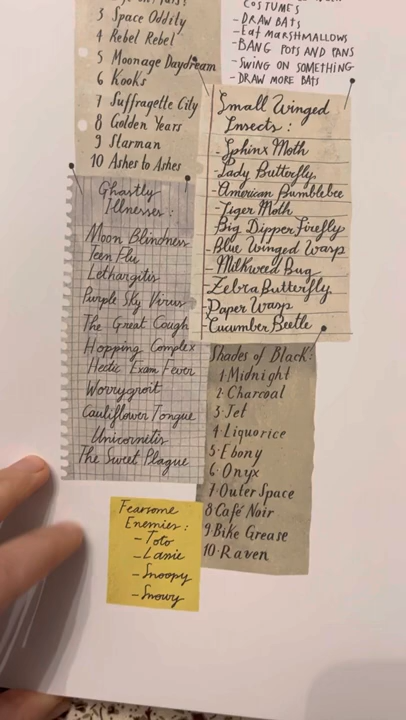 3 Space Oddity
4 Rebel Rebel
5 Moonage Daydream
6 Kooks
7 Suffragette City
8 Golden Years
9 Starman
10 Ashes to Ashes
COSTUMES
- DRAW BATS
- Eat MARSHMALLOWS
- BANG POTS AND PANS
- SWING ON SOMETHING
- DRAW MORE BATS
Small Winged
Insects:
- Sphinx Moth
- Lady Butterfly
- American Bumblebee
- Tiger Moth
- Big Dipper Firefly
- Blue Winged Wasp
- Milkweed Bug
- Zebra Butterfly
- Paper Wasp
- Cucumber Beetle
Ghastly
Illnesses:
Moon Blindness
Teen Flu
Lethargitis
Purple Sky Virus
The Great Cough
Hopping Complex
Hectic Exam Fever
Worrygroit
Cauliflower Tongue
Unicornetis
The Sweet Plague
Shades of Black:
1. Midnight
2. Charcoal
3. Jet
4. Liquorice
5. Ebony
6. Onyx
7. Outer Space
8 Café Noir
9 Bike Grease
10. Raven
Fearsome
Enemies:
- Toto
- Lassie
- Snoopy
- Snowy